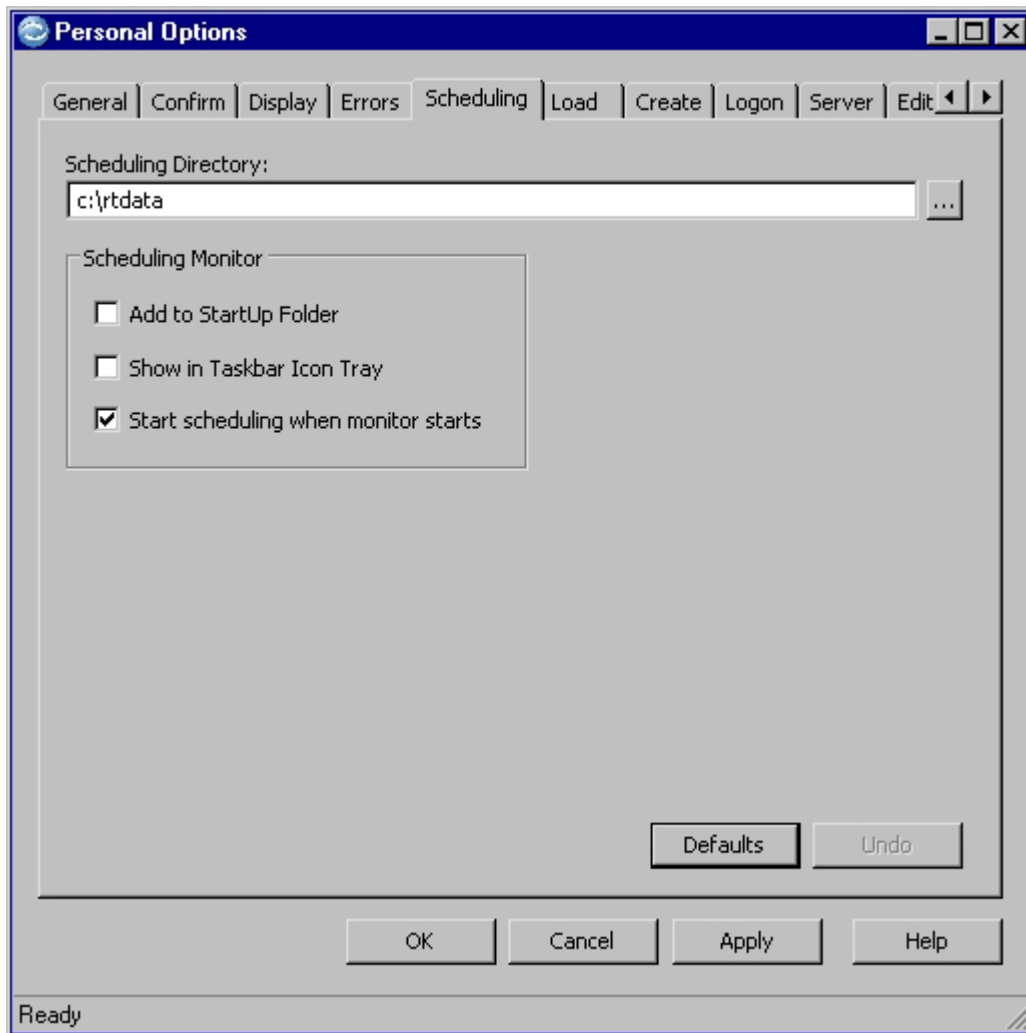 Personal Options
General Confirm Display Errors Scheduling Load Create Logon Server Edit
Scheduling Directory:
c:\rtdata
...
Scheduling Monitor
Add to StartUp Folder
Show in Taskbar Icon Tray
Start scheduling when monitor starts
Defaults Undo
OK Cancel Apply Help
Ready